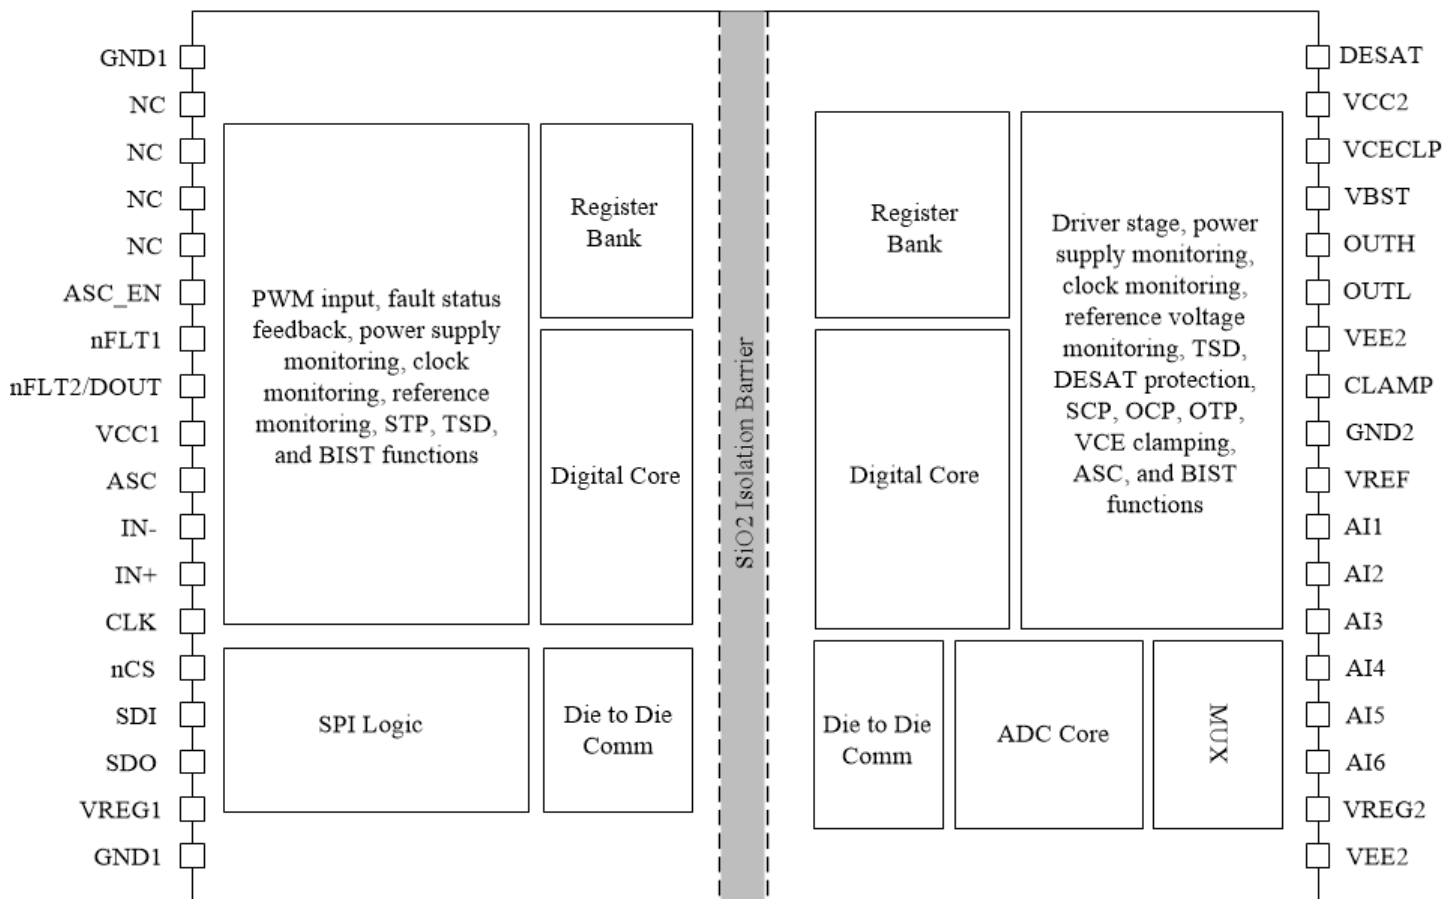 GND1
NC
NC
NC
NC
ASC_EN
nFLT1
nFLT2/DOUT
VCC1
ASC
IN-
IN+
CLK
nCS
SDI
SDO
VREG1
GND1
PWM input, fault status
feedback, power supply
monitoring, clock
monitoring, reference
monitoring, STP, TSD,
and BIST functions
Register
Bank
Digital Core
SPI Logic
Die to Die
Comm
SiO2 Isolation Barrier
Register
Bank
Digital Core
Driver stage, power
supply monitoring,
clock monitoring,
reference voltage
monitoring, TSD,
DESAT protection,
SCP, OCP, OTP,
VCE clamping,
ASC, and BIST
functions
Die to Die
Comm
ADC Core
MUX
DESAT
VCC2
VCECLP
VBST
OUTH
OUTL
VEE2
CLAMP
GND2
VREF
AI1
AI2
AI3
AI4
AI5
AI6
VREG2
VEE2